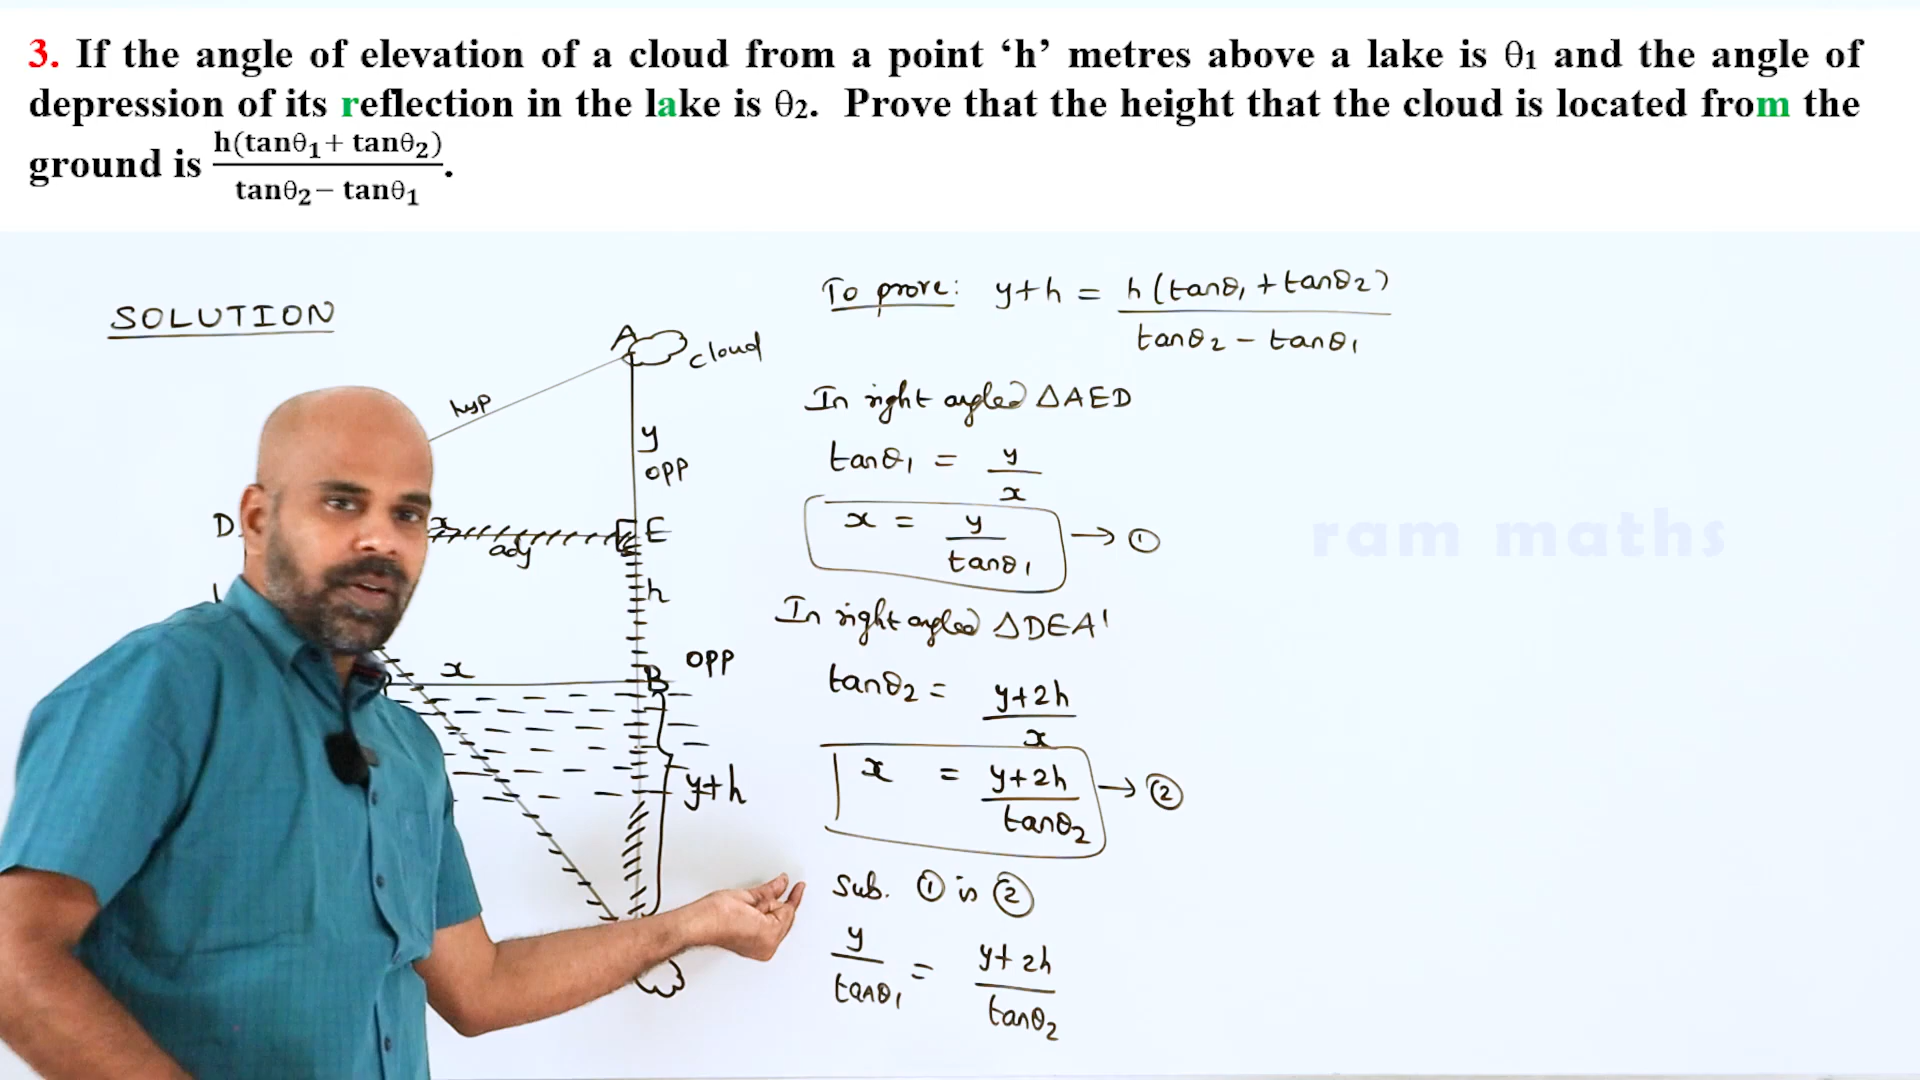 3. If the angle of elevation of a cloud from a point ‘h’ metres above a lake is θ1 and the angle of
depression of its reflection in the lake is θ2. Prove that the height that the cloud is located from the
ground is h(tanθ1+ tanθ2) / tanθ2− tanθ1.
SOLUTION
A
cloud
hyp
y
opp
D
x
adj
E
h
x
B
opp
y+h
To prove: y+h = h(tanθ1+tanθ2) / tanθ2 − tanθ1
In right angled ΔAED
tanθ1 = y/x
x = y/tanθ1 → ①
In right angled ΔDEA'
tanθ2 = y+2h/x
x = y+2h/tanθ2 → ②
Sub. ① in ②
y/tanθ1 = y+2h/tanθ2
ram maths